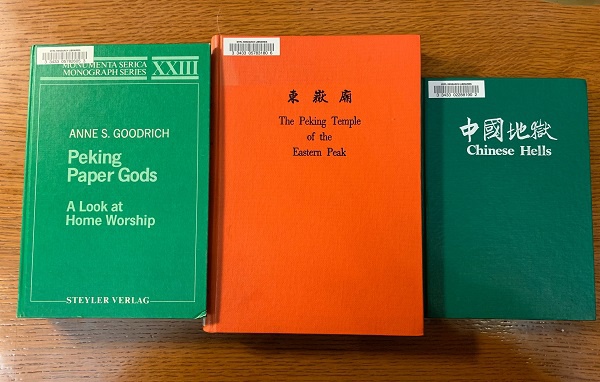 MONUMENTA SERICA
MONOGRAPH SERIES XXIII
ANNE S. GOODRICH
Peking
Paper Gods
A Look at
Home Worship
STEYLER VERLAG
東嶽廟
The Peking Temple
of the
Eastern Peak
中國地獄
Chinese Hells